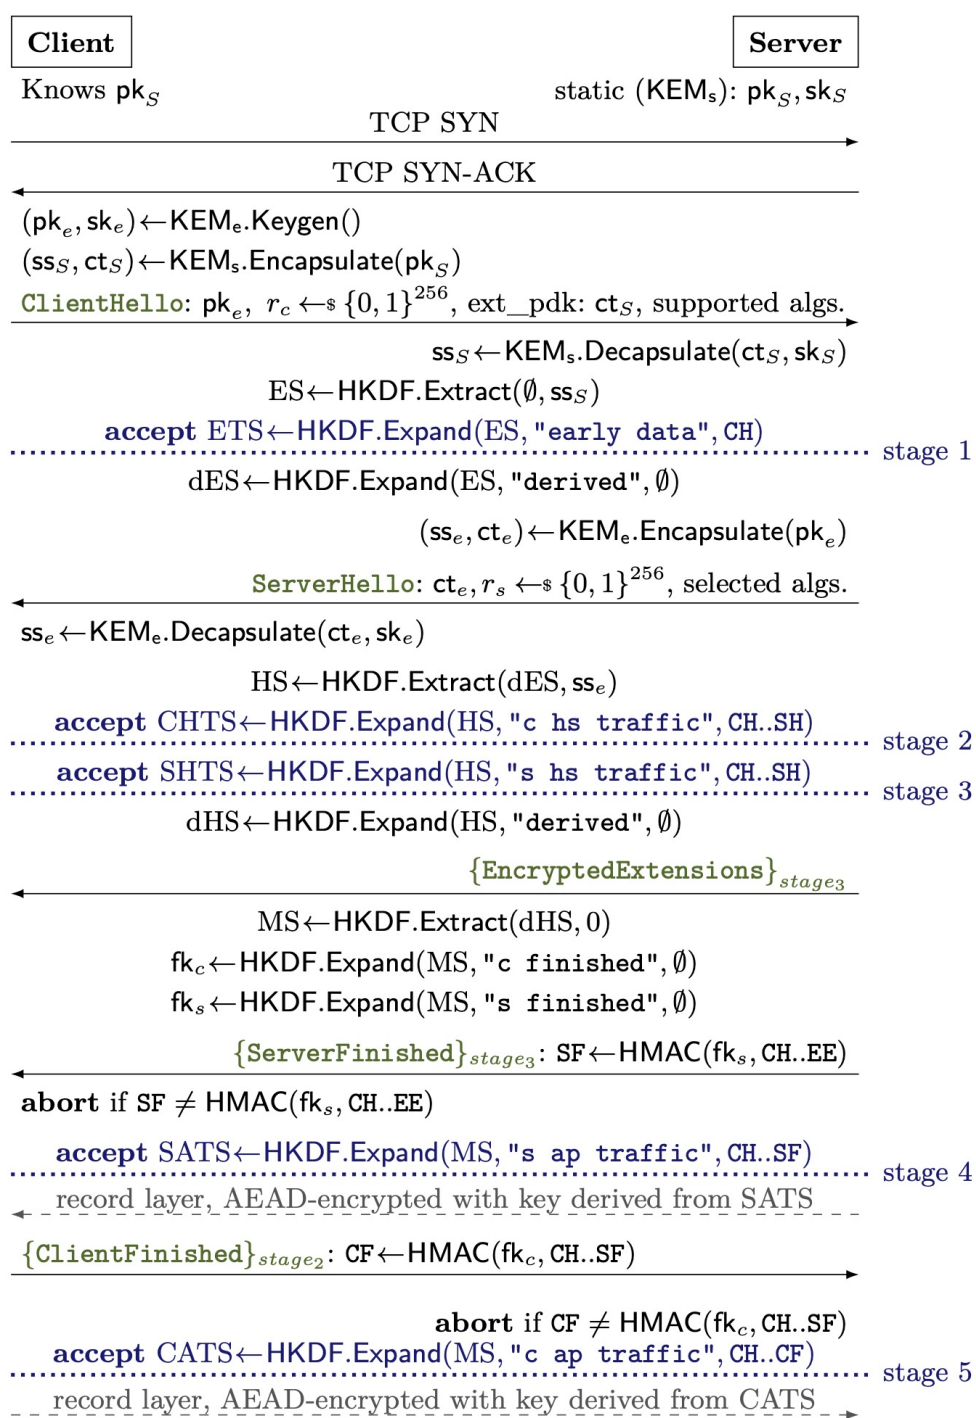 Client Server
Knows pk_S static (KEM_s): pk_S, sk_S
TCP SYN
TCP SYN-ACK
(pk_e, sk_e)←KEM_e.Keygen()
(ss_S, ct_S)←KEM_s.Encapsulate(pk_S)
ClientHello: pk_e, r_c ←$ {0,1}^256, ext_pdk: ct_S, supported algs.
ss_S←KEM_s.Decapsulate(ct_S, sk_S)
ES←HKDF.Extract(∅, ss_S)
accept ETS←HKDF.Expand(ES, "early data", CH)
stage 1
dES←HKDF.Expand(ES, "derived", ∅)
(ss_e, ct_e)←KEM_e.Encapsulate(pk_e)
ServerHello: ct_e, r_s ←$ {0,1}^256, selected algs.
ss_e←KEM_e.Decapsulate(ct_e, sk_e)
HS←HKDF.Extract(dES, ss_e)
accept CHTS←HKDF.Expand(HS, "c hs traffic", CH..SH)
stage 2
accept SHTS←HKDF.Expand(HS, "s hs traffic", CH..SH)
stage 3
dHS←HKDF.Expand(HS, "derived", ∅)
{EncryptedExtensions}_stage_3
MS←HKDF.Extract(dHS, 0)
fk_c←HKDF.Expand(MS, "c finished", ∅)
fk_s←HKDF.Expand(MS, "s finished", ∅)
{ServerFinished}_stage_3: SF←HMAC(fk_s, CH..EE)
abort if SF ≠ HMAC(fk_s, CH..EE)
accept SATS←HKDF.Expand(MS, "s ap traffic", CH..SF)
stage 4
record layer, AEAD-encrypted with key derived from SATS
{ClientFinished}_stage_2: CF←HMAC(fk_c, CH..SF)
abort if CF ≠ HMAC(fk_c, CH..SF)
accept CATS←HKDF.Expand(MS, "c ap traffic", CH..CF)
stage 5
record layer, AEAD-encrypted with key derived from CATS